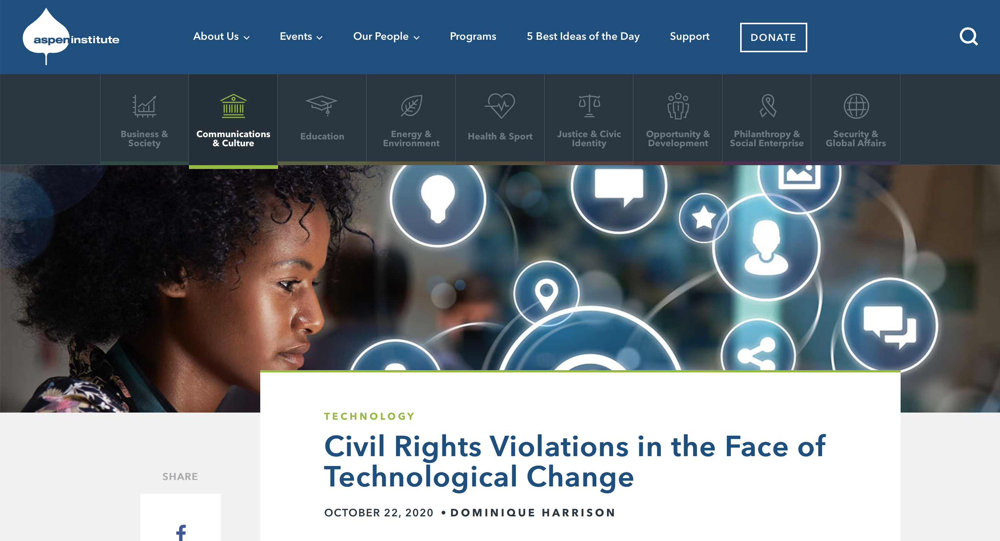 aspeninstitute
About Us
Events
Our People
Programs
5 Best Ideas of the Day
Support
DONATE
Business &
Society
Communications
& Culture
Education
Energy &
Environment
Health & Sport
Justice & Civic
Identity
Opportunity &
Development
Philanthropy &
Social Enterprise
Security &
Global Affairs
TECHNOLOGY
Civil Rights Violations in the Face of
Technological Change
OCTOBER 22, 2020 • DOMINIQUE HARRISON
SHARE
f